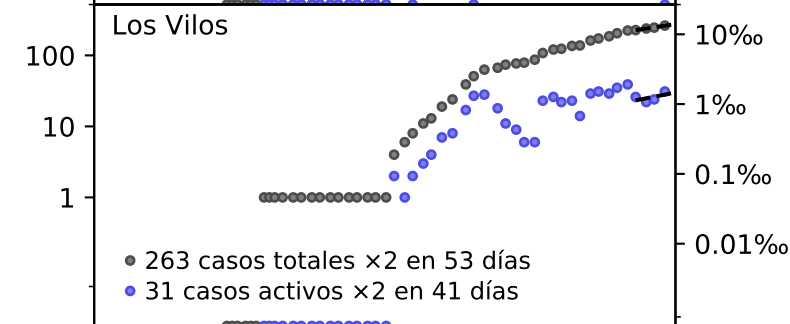 Los Vilos
100
10
1
10‰
1‰
0.1‰
0.01‰
263 casos totales ×2 en 53 días
31 casos activos ×2 en 41 días